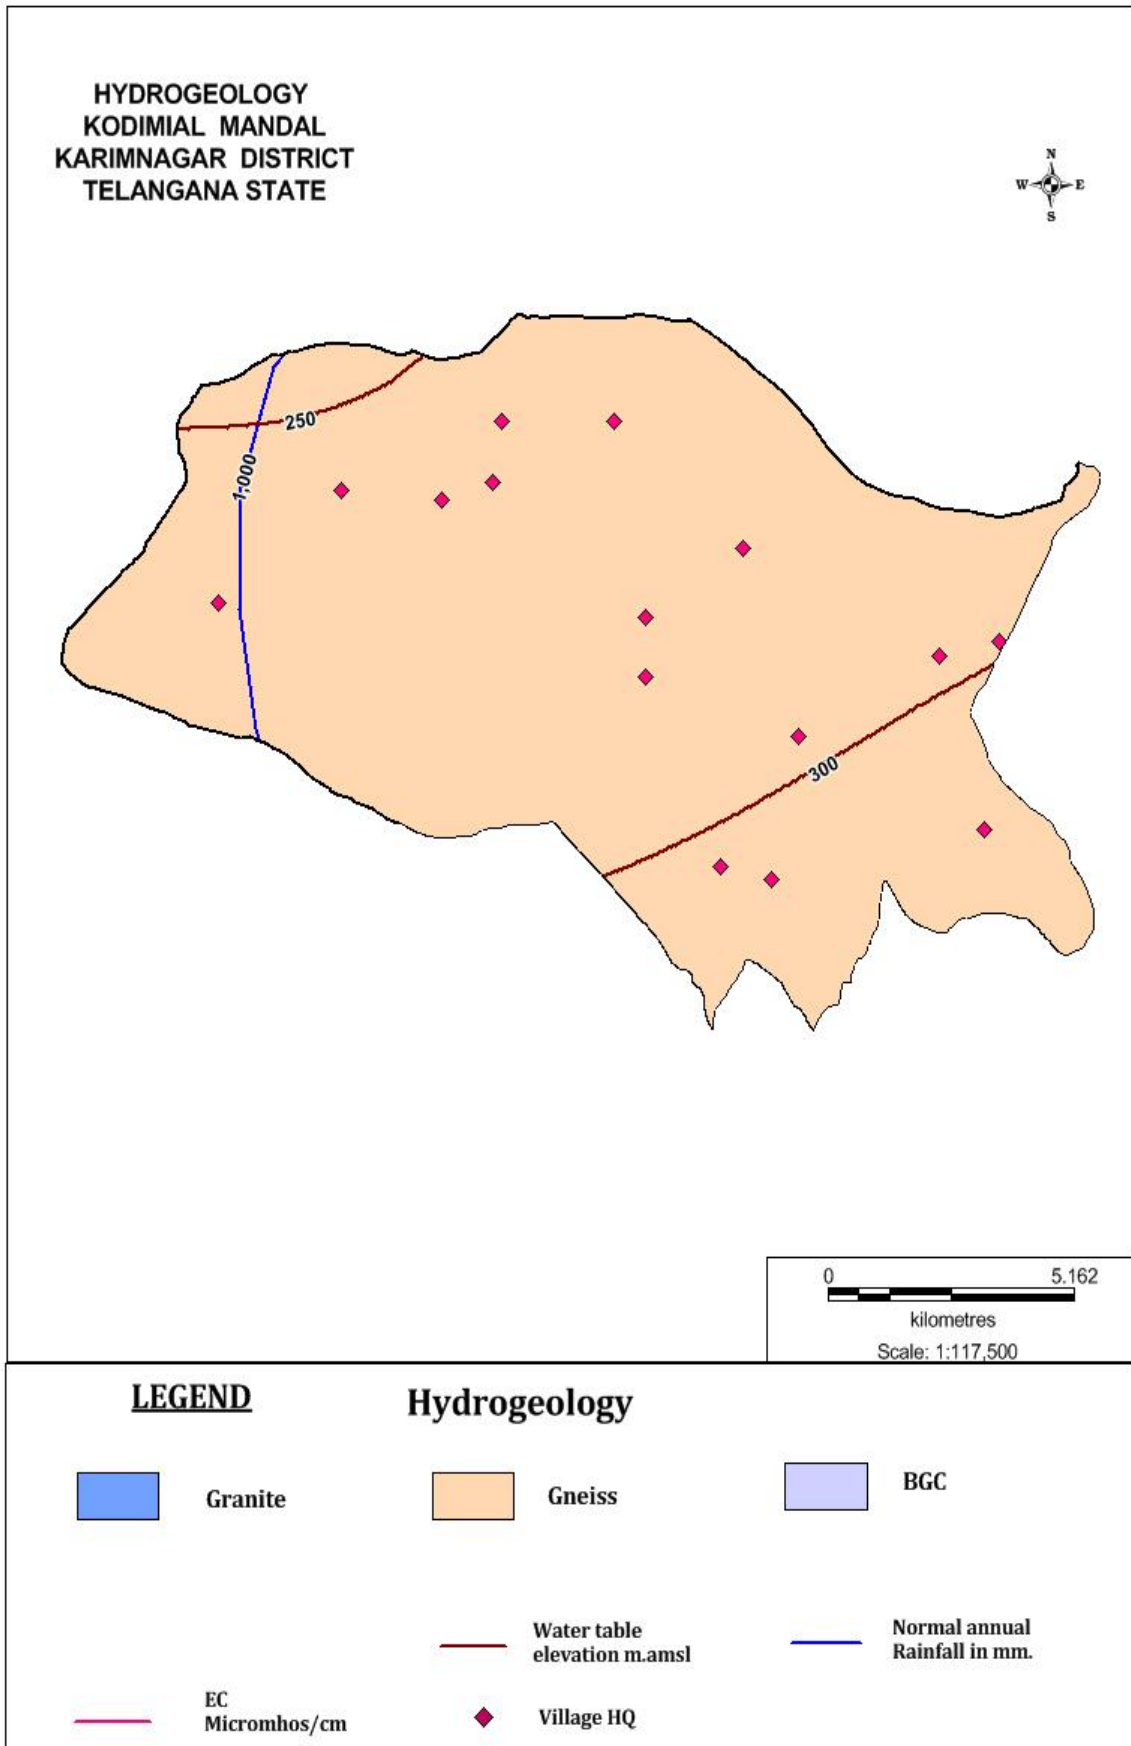 HYDROGEOLOGY
KODIMIAL MANDAL
KARIMNAGAR DISTRICT
TELANGANA STATE
N
W E
S
250
1,000
300
0 5.162
kilometres
Scale: 1:117,500
LEGEND
Hydrogeology
Granite
Gneiss
BGC
Water table
elevation m.amsl
Normal annual
Rainfall in mm.
EC
Micromhos/cm
Village HQ